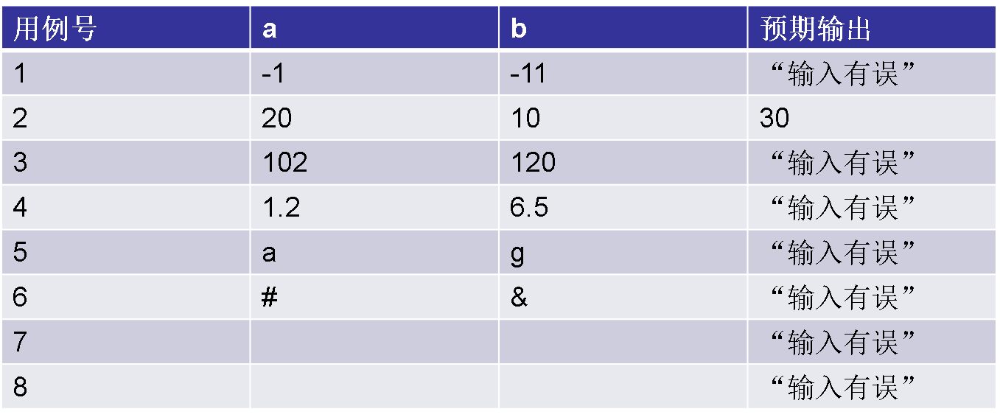 用例号 a b 预期输出
1 -1 -11 “输入有误”
2 20 10 30
3 102 120 “输入有误”
4 1.2 6.5 “输入有误”
5 a g “输入有误”
6 # & “输入有误”
7 “输入有误”
8 “输入有误”